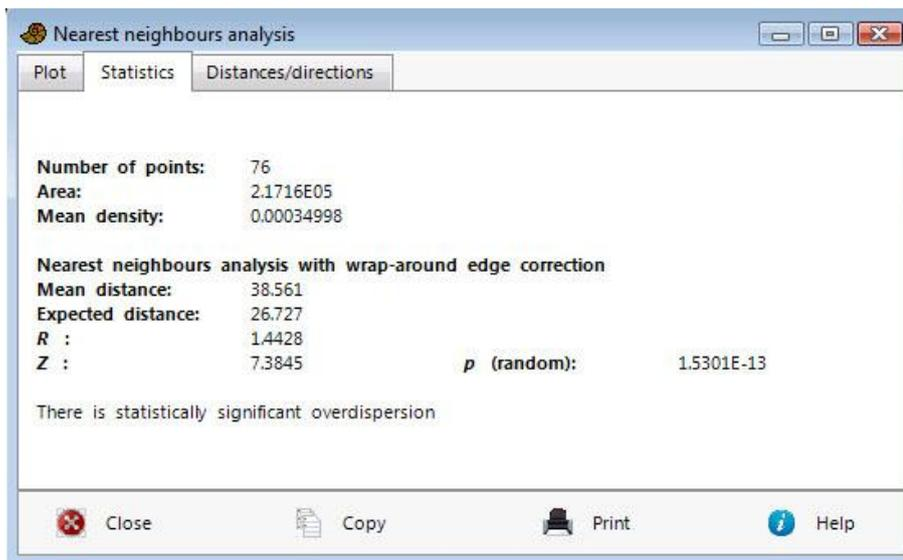 Nearest neighbours analysis
Plot Statistics Distances/directions
Number of points: 76
Area: 2.1716E05
Mean density: 0.00034998
Nearest neighbours analysis with wrap-around edge correction
Mean distance: 38.561
Expected distance: 26.727
R : 1.4428
Z : 7.3845 p (random): 1.5301E-13
There is statistically significant overdispersion
Close Copy Print Help